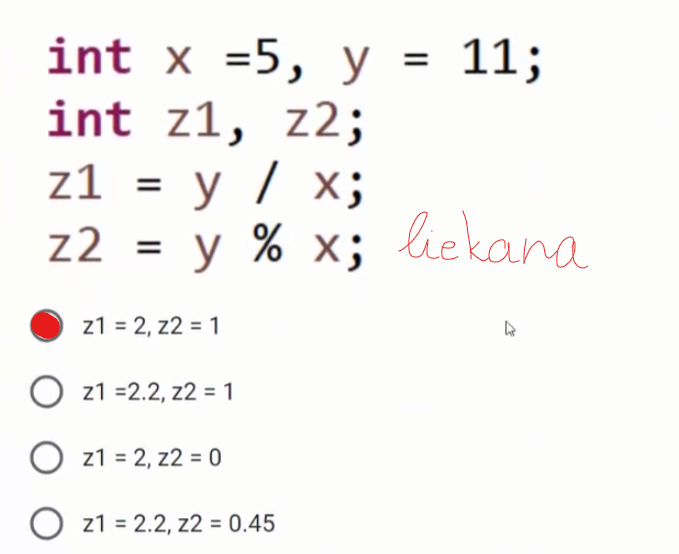 int x =5, y = 11;
int z1, z2;
z1 = y / x;
z2 = y % x; liekana
z1 = 2, z2 = 1
z1 =2.2, z2 = 1
z1 = 2, z2 = 0
z1 = 2.2, z2 = 0.45